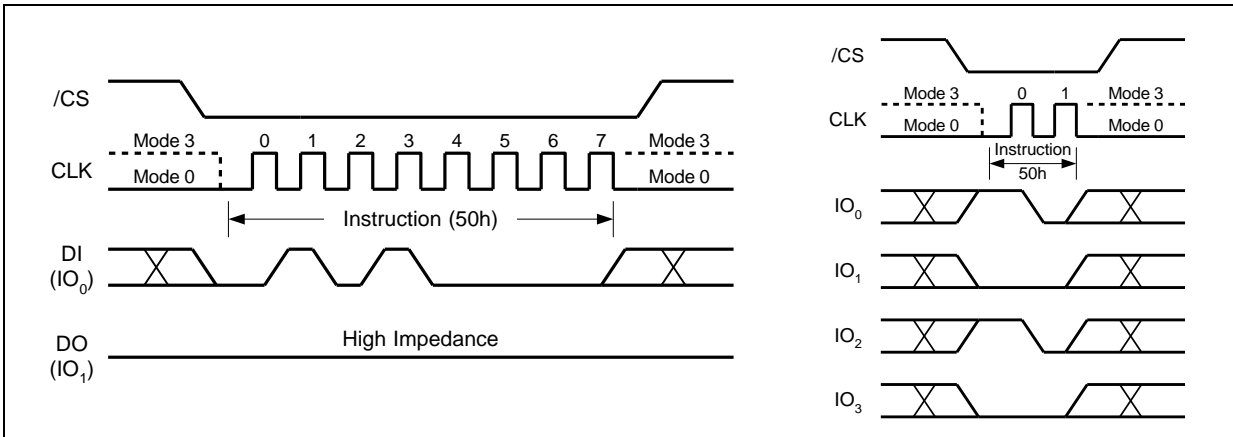 /CS
Mode 3 0 1 2 3 4 5 6 7 Mode 3
CLK
Mode 0 Mode 0
Instruction (50h)
DI
(IO0)
High Impedance
DO
(IO1)
/CS
Mode 3 0 1 Mode 3
CLK
Mode 0 Mode 0
Instruction
50h
IO0
IO1
IO2
IO3